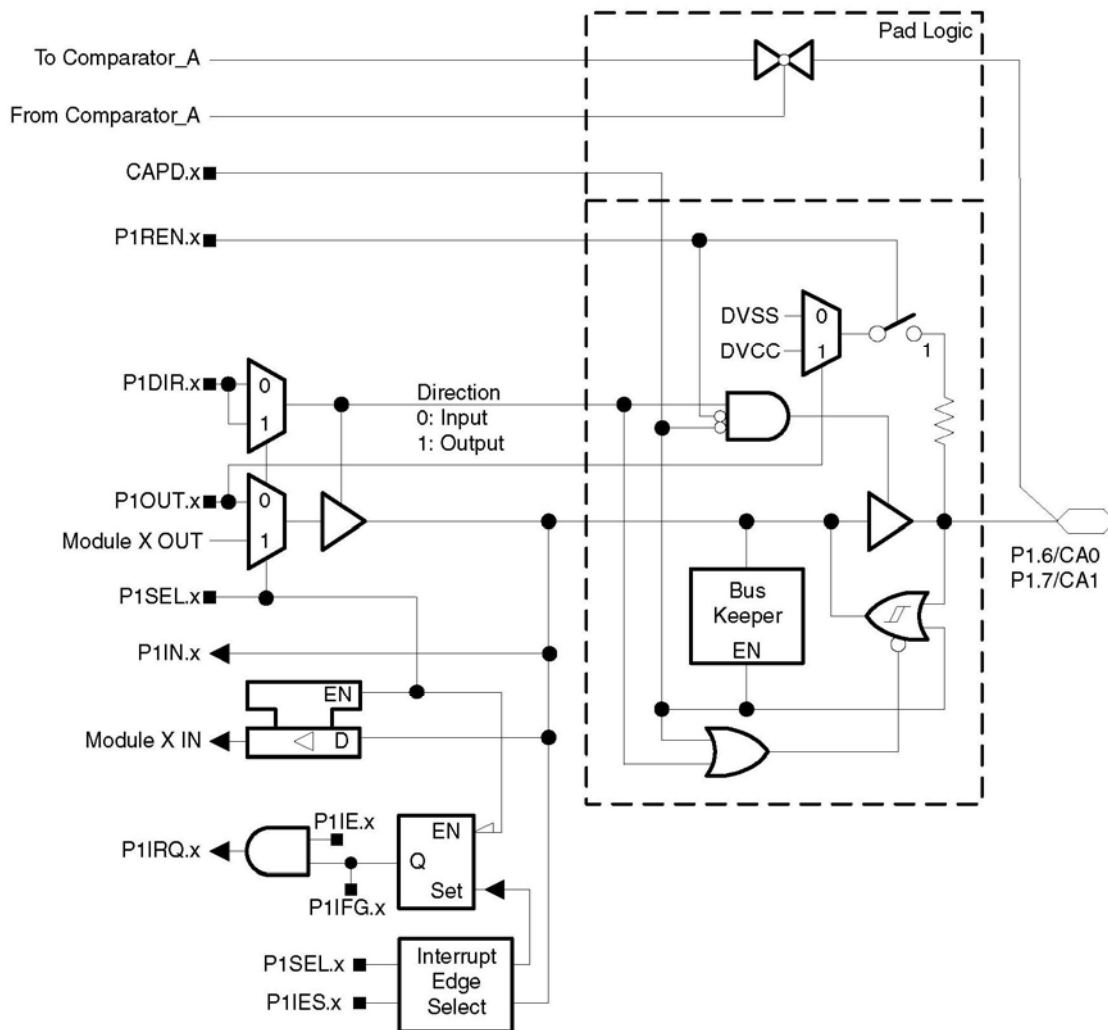 Pad Logic
To Comparator_A
From Comparator_A
CAPD.x
P1REN.x
DVSS
0
DVCC
1
1
P1DIR.x
0
1
Direction
0: Input
1: Output
P1OUT.x
0
Module X OUT
1
P1SEL.x
P1.6/CA0
P1.7/CA1
Bus
Keeper
EN
P1IN.x
EN
Module X IN
D
P1IE.x
P1IRQ.x
EN
Q
Set
P1IFG.x
P1SEL.x
P1IES.x
Interrupt
Edge
Select